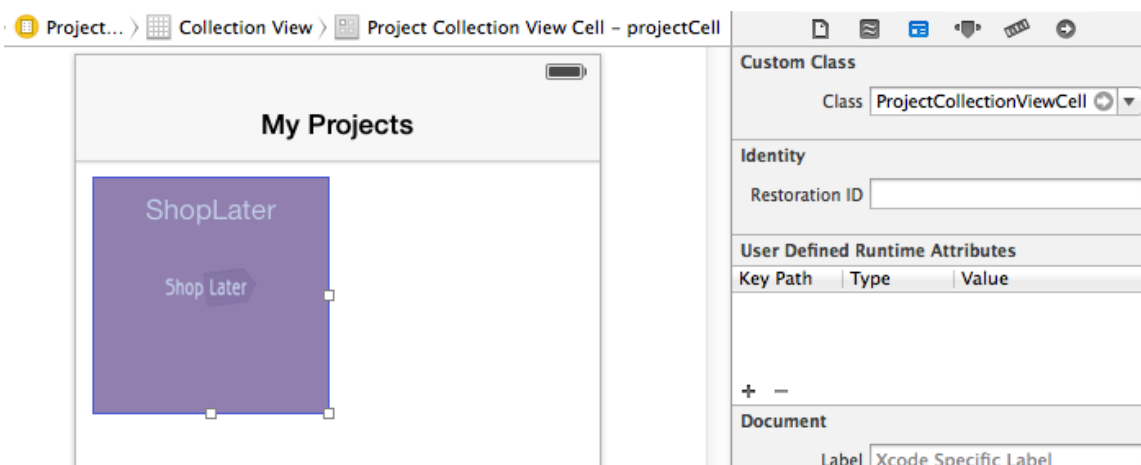 Project... 〉 Collection View 〉 Project Collection View Cell – projectCell
My Projects
ShopLater
Shop Later
Custom Class
Class ProjectCollectionViewCell
Identity
Restoration ID
User Defined Runtime Attributes
Key Path Type Value
+ –
Document
Label Xcode Specific Label